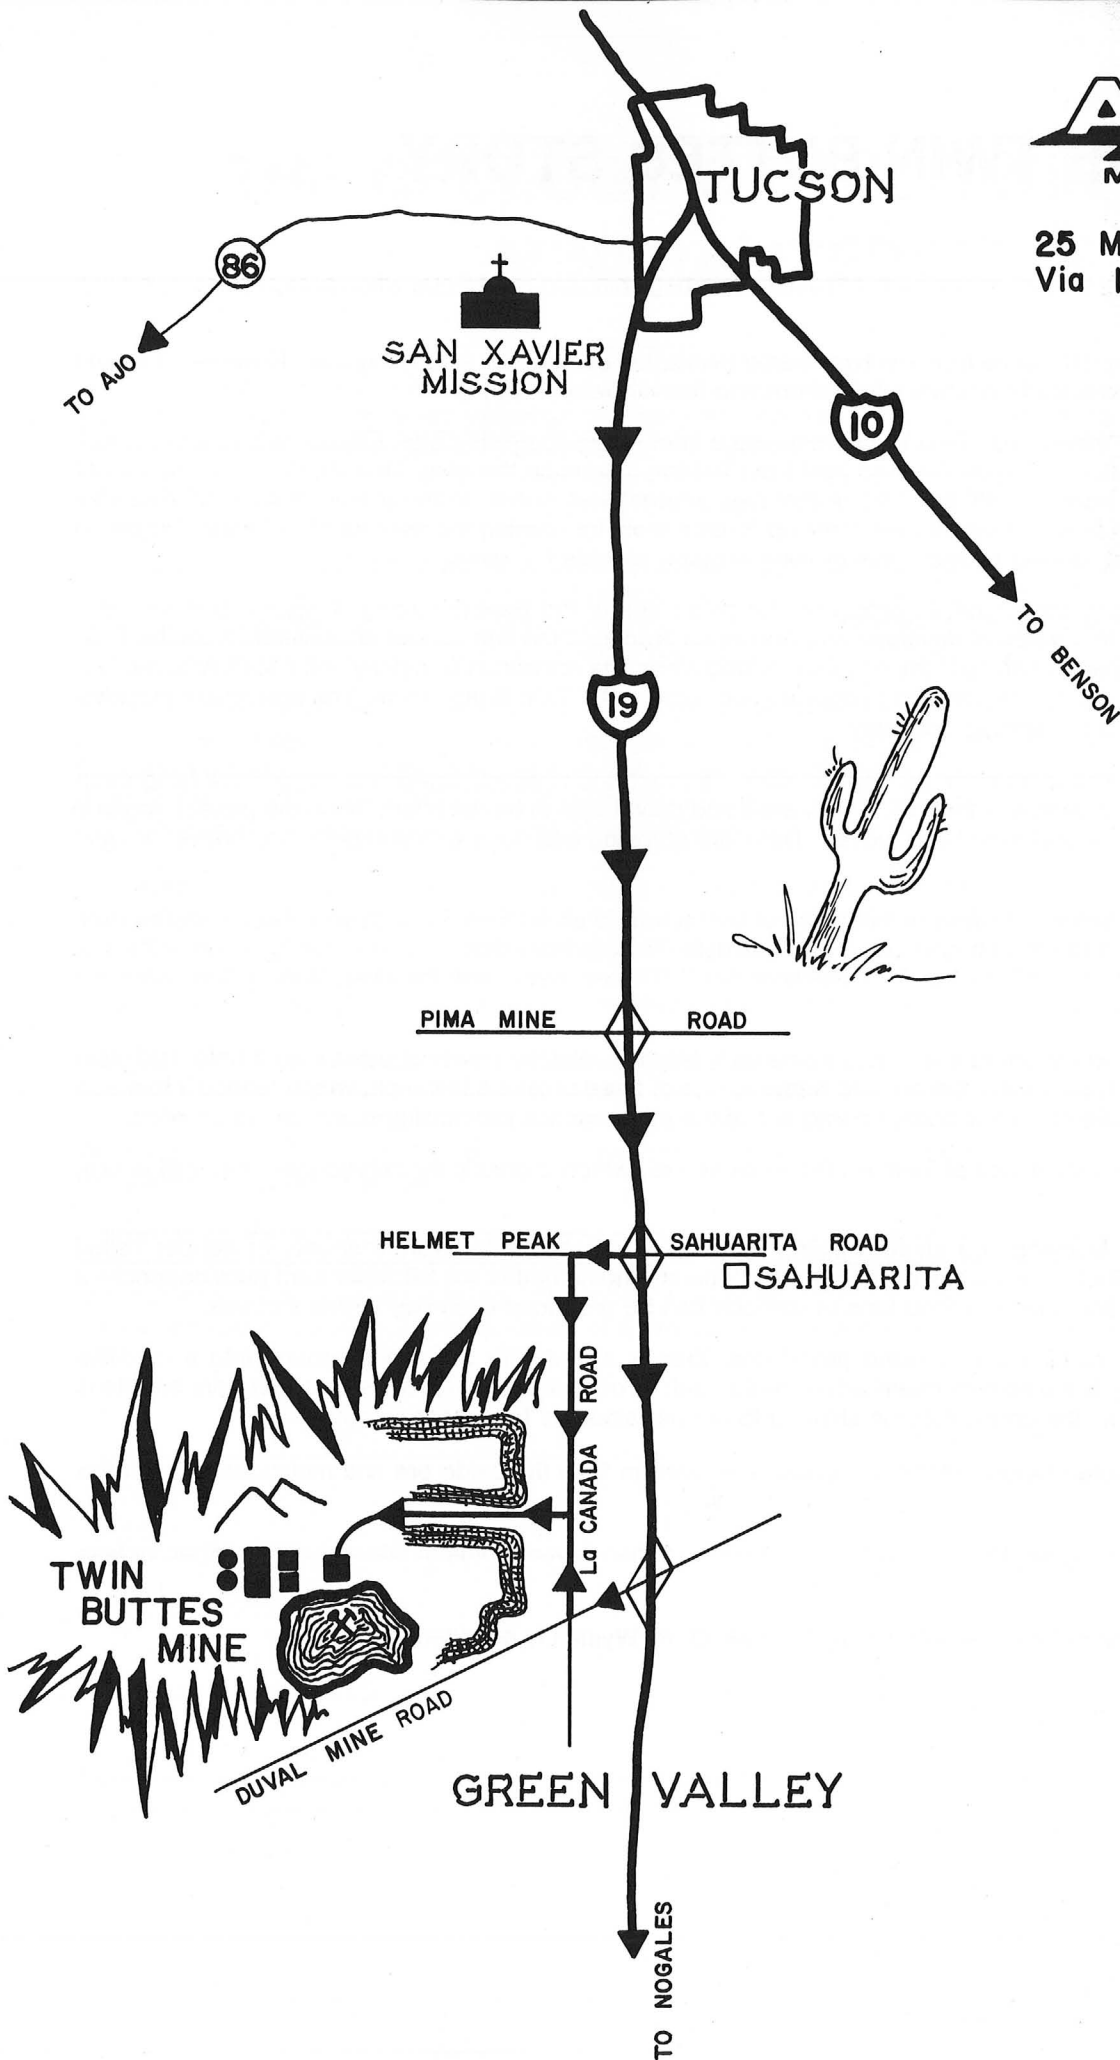 TUCSON
25
Via
86
TO AJO
SAN XAVIER
MISSION
10
TO BENSON
19
PIMA MINE ROAD
HELMET PEAK
SAHUARITA ROAD
SAHUARITA
La CANADA ROAD
TWIN
BUTTES
MINE
DUVAL MINE ROAD
GREEN VALLEY
TO NOGALES